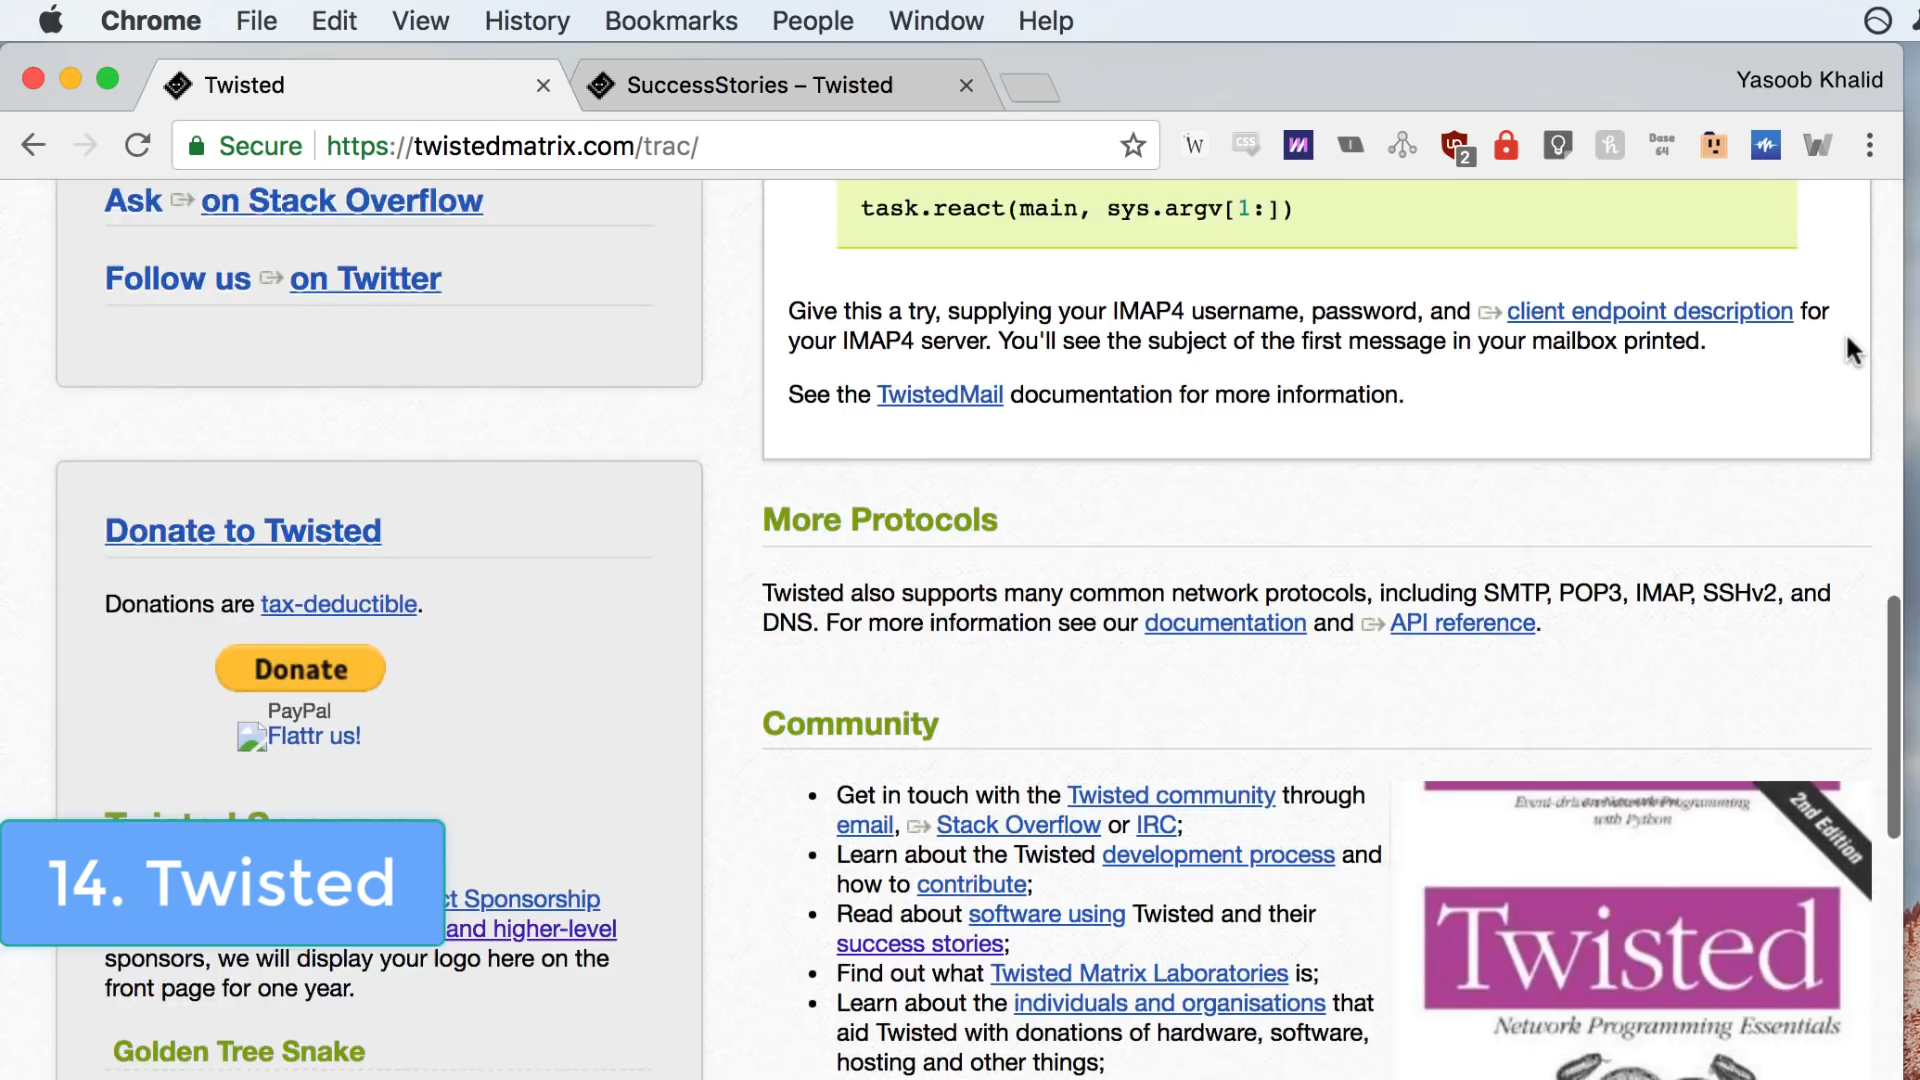 Chrome File Edit View History Bookmarks People Window Help
Twisted
SuccessStories – Twisted
Yasoob Khalid
Secure https://twistedmatrix.com/trac/
W
CSS
2
Base
64
Ask on Stack Overflow
Follow us on Twitter
Donate to Twisted
Donations are tax-deductible.
Donate
PayPal
Flattr us!
14. Twisted
ct Sponsorship
and higher-level
sponsors, we will display your logo here on the
front page for one year.
Golden Tree Snake
task.react(main, sys.argv[1:])
Give this a try, supplying your IMAP4 username, password, and client endpoint description for
your IMAP4 server. You'll see the subject of the first message in your mailbox printed.
See the TwistedMail documentation for more information.
More Protocols
Twisted also supports many common network protocols, including SMTP, POP3, IMAP, SSHv2, and
DNS. For more information see our documentation and API reference.
Community
Get in touch with the Twisted community through
email, Stack Overflow or IRC;
Learn about the Twisted development process and
how to contribute;
Read about software using Twisted and their
success stories;
Find out what Twisted Matrix Laboratories is;
Learn about the individuals and organisations that
aid Twisted with donations of hardware, software,
hosting and other things;
Programming
with Python
2nd Edition
Twisted
Network Programming Essentials